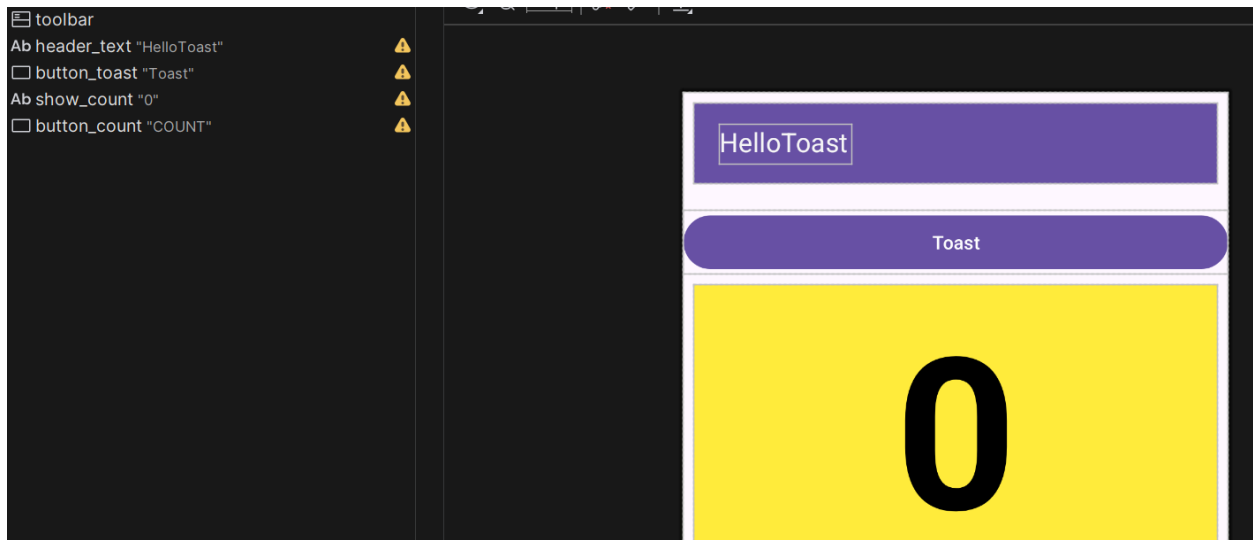 toolbar
Ab header_text "HelloToast"
button_toast "Toast"
Ab show_count "0"
button_count "COUNT"
HelloToast
Toast
0